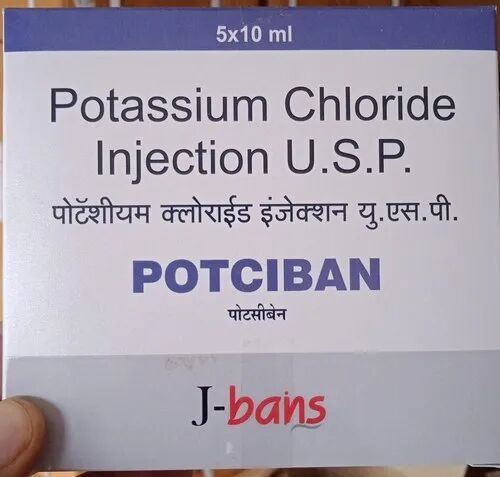 5x10 ml
Potassium Chloride
Injection U.S.P.
पोटॅशीयम क्लोराईड इंजेक्शन यु.एस.पी.
POTCIBAN
पोटसीबेन
J-bans